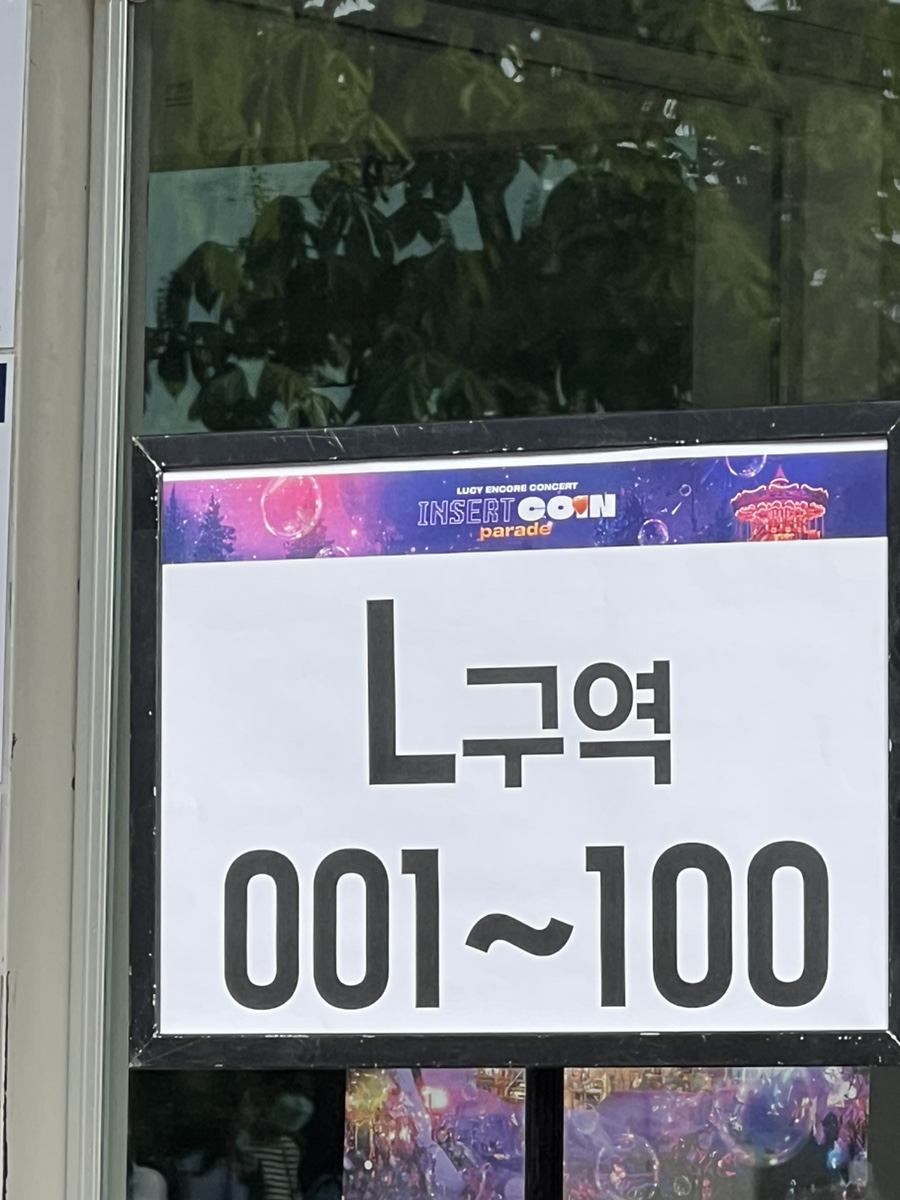 LUCY ENCORE CONCERT
INSERT COIN
parade
L구역
001~100